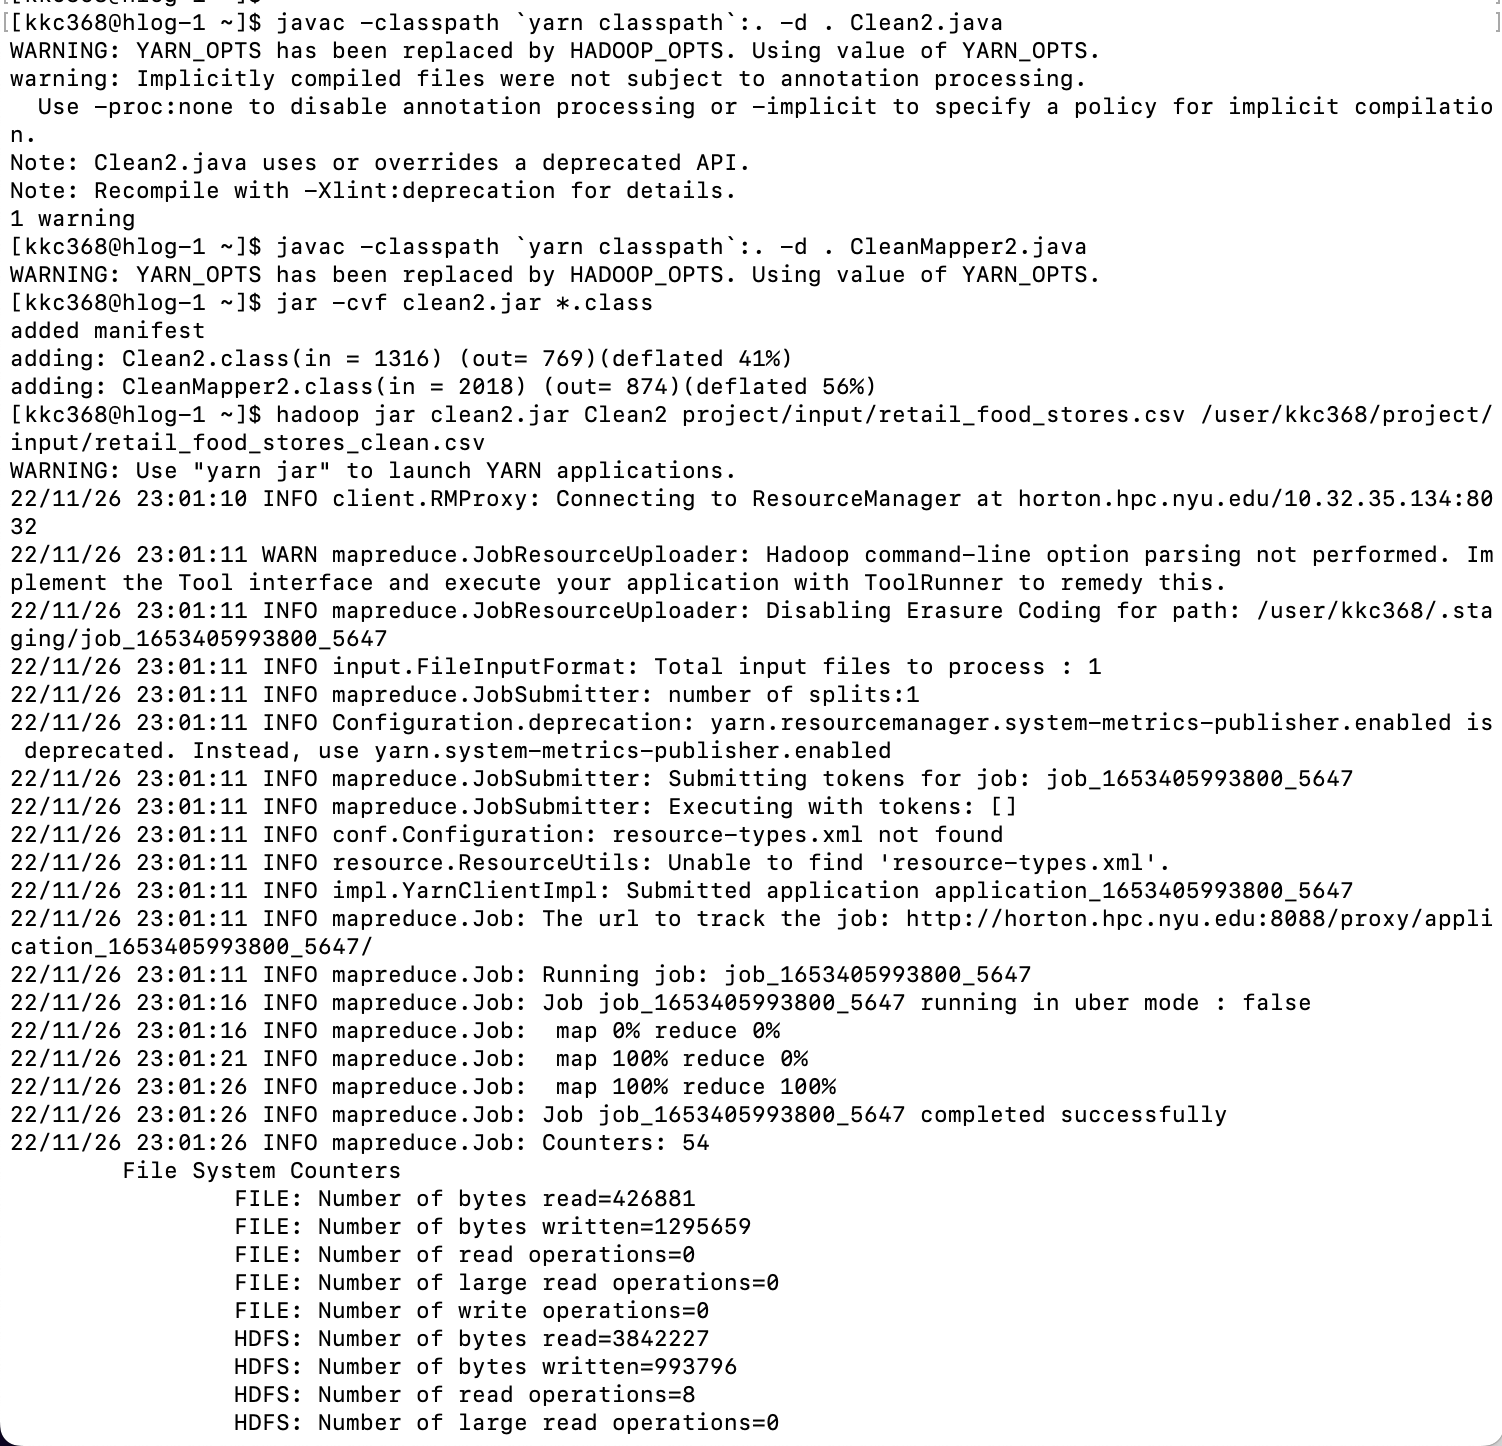 [[kkc368@hlog-1 ~]$ javac -classpath `yarn classpath`:. -d . Clean2.java ]
WARNING: YARN_OPTS has been replaced by HADOOP_OPTS. Using value of YARN_OPTS.
warning: Implicitly compiled files were not subject to annotation processing.
  Use -proc:none to disable annotation processing or -implicit to specify a policy for implicit compilatio
n.
Note: Clean2.java uses or overrides a deprecated API.
Note: Recompile with -Xlint:deprecation for details.
1 warning
[kkc368@hlog-1 ~]$ javac -classpath `yarn classpath`:. -d . CleanMapper2.java
WARNING: YARN_OPTS has been replaced by HADOOP_OPTS. Using value of YARN_OPTS.
[kkc368@hlog-1 ~]$ jar -cvf clean2.jar *.class
added manifest
adding: Clean2.class(in = 1316) (out= 769)(deflated 41%)
adding: CleanMapper2.class(in = 2018) (out= 874)(deflated 56%)
[kkc368@hlog-1 ~]$ hadoop jar clean2.jar Clean2 project/input/retail_food_stores.csv /user/kkc368/project/
input/retail_food_stores_clean.csv
WARNING: Use "yarn jar" to launch YARN applications.
22/11/26 23:01:10 INFO client.RMProxy: Connecting to ResourceManager at horton.hpc.nyu.edu/10.32.35.134:80
32
22/11/26 23:01:11 WARN mapreduce.JobResourceUploader: Hadoop command-line option parsing not performed. Im
plement the Tool interface and execute your application with ToolRunner to remedy this.
22/11/26 23:01:11 INFO mapreduce.JobResourceUploader: Disabling Erasure Coding for path: /user/kkc368/.sta
ging/job_1653405993800_5647
22/11/26 23:01:11 INFO input.FileInputFormat: Total input files to process : 1
22/11/26 23:01:11 INFO mapreduce.JobSubmitter: number of splits:1
22/11/26 23:01:11 INFO Configuration.deprecation: yarn.resourcemanager.system-metrics-publisher.enabled is
 deprecated. Instead, use yarn.system-metrics-publisher.enabled
22/11/26 23:01:11 INFO mapreduce.JobSubmitter: Submitting tokens for job: job_1653405993800_5647
22/11/26 23:01:11 INFO mapreduce.JobSubmitter: Executing with tokens: []
22/11/26 23:01:11 INFO conf.Configuration: resource-types.xml not found
22/11/26 23:01:11 INFO resource.ResourceUtils: Unable to find 'resource-types.xml'.
22/11/26 23:01:11 INFO impl.YarnClientImpl: Submitted application application_1653405993800_5647
22/11/26 23:01:11 INFO mapreduce.Job: The url to track the job: http://horton.hpc.nyu.edu:8088/proxy/appli
cation_1653405993800_5647/
22/11/26 23:01:11 INFO mapreduce.Job: Running job: job_1653405993800_5647
22/11/26 23:01:16 INFO mapreduce.Job: Job job_1653405993800_5647 running in uber mode : false
22/11/26 23:01:16 INFO mapreduce.Job:  map 0% reduce 0%
22/11/26 23:01:21 INFO mapreduce.Job:  map 100% reduce 0%
22/11/26 23:01:26 INFO mapreduce.Job:  map 100% reduce 100%
22/11/26 23:01:26 INFO mapreduce.Job: Job job_1653405993800_5647 completed successfully
22/11/26 23:01:26 INFO mapreduce.Job: Counters: 54
        File System Counters
                FILE: Number of bytes read=426881
                FILE: Number of bytes written=1295659
                FILE: Number of read operations=0
                FILE: Number of large read operations=0
                FILE: Number of write operations=0
                HDFS: Number of bytes read=3842227
                HDFS: Number of bytes written=993796
                HDFS: Number of read operations=8
                HDFS: Number of large read operations=0